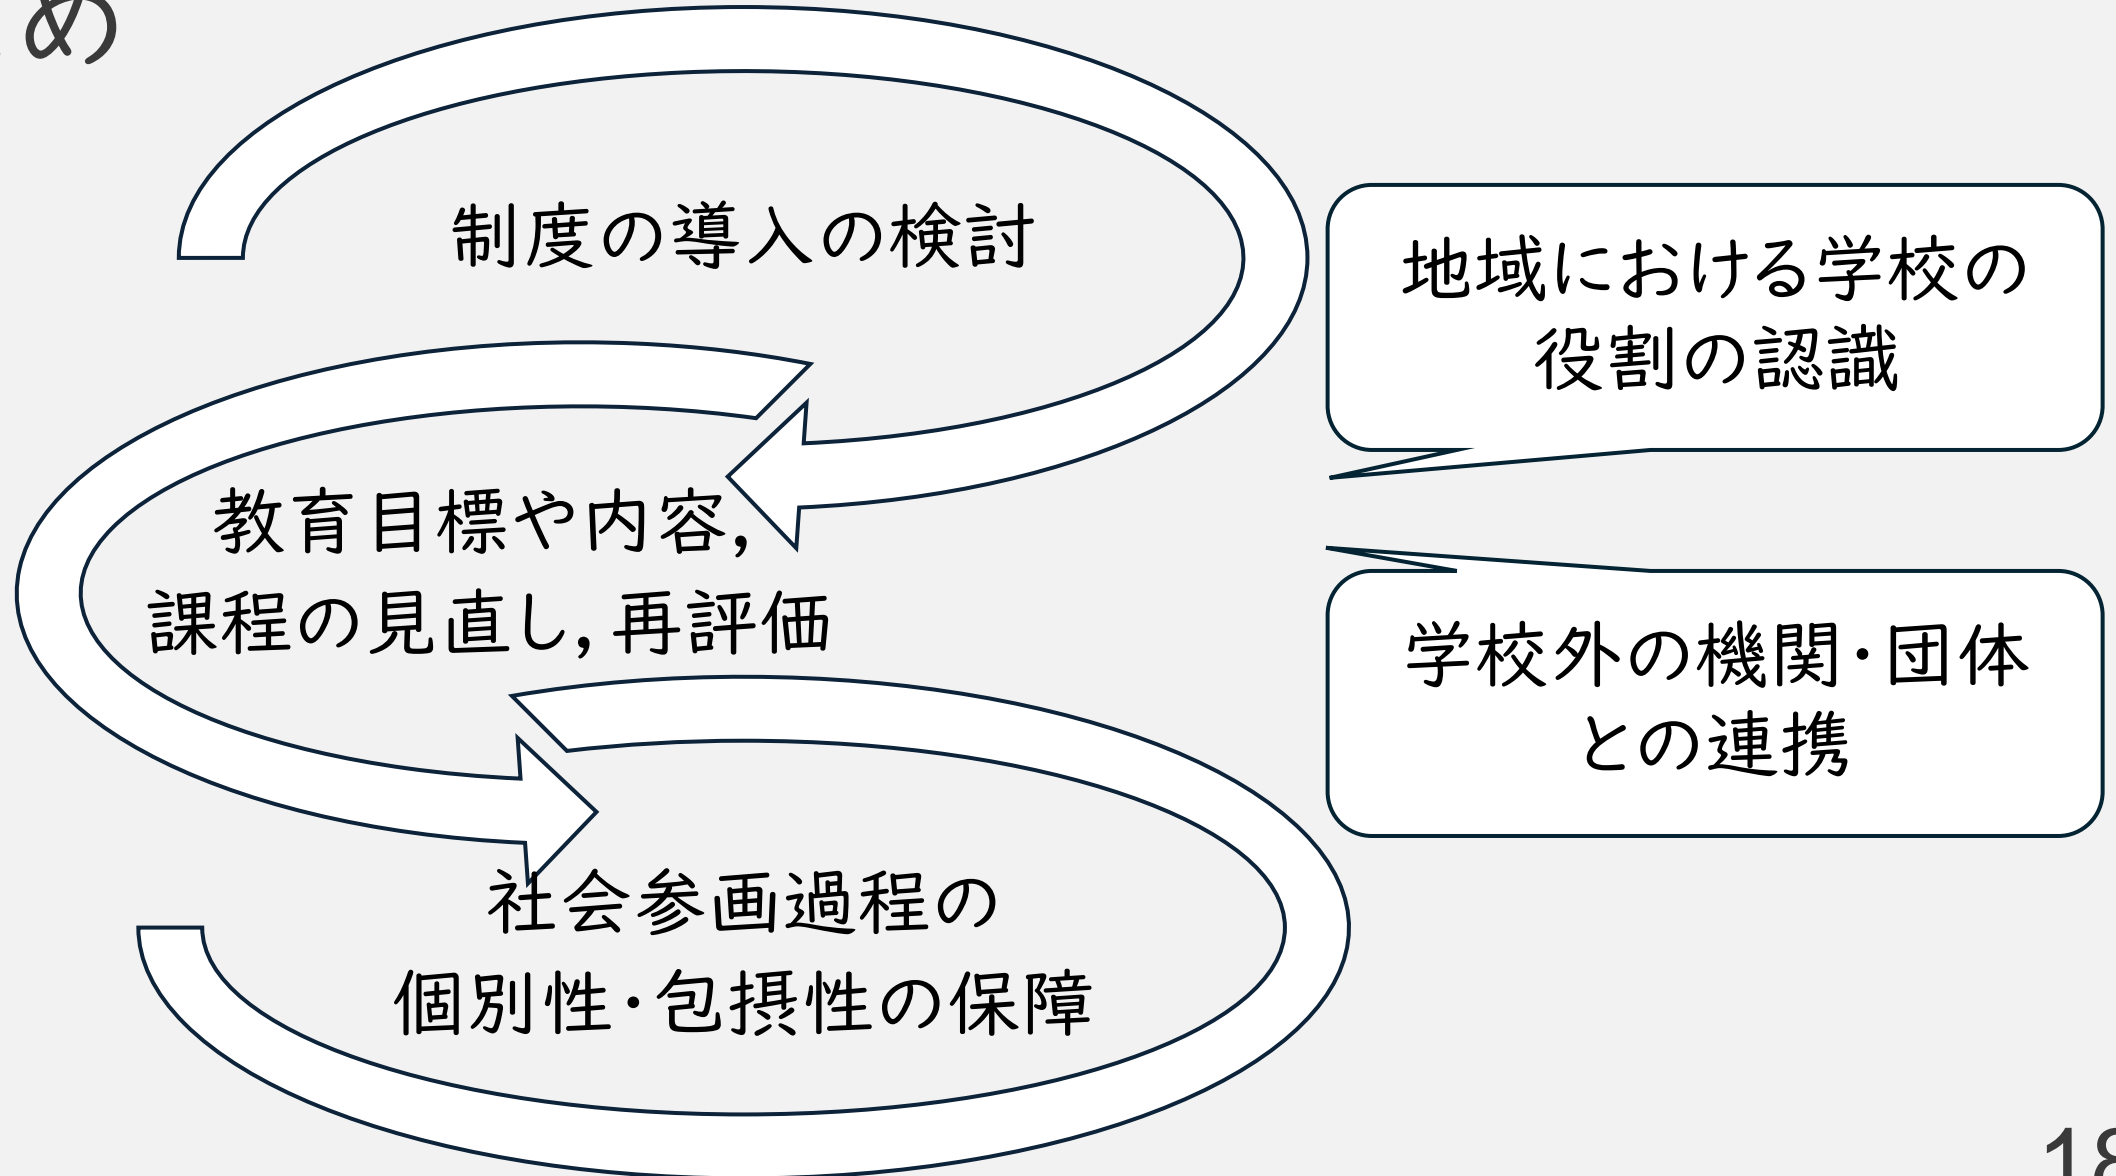 め
制度の導入の検討
教育目標や内容,
課程の見直し,再評価
社会参画過程の
個別性・包摂性の保障
地域における学校の
役割の認識
学校外の機関・団体
との連携
18